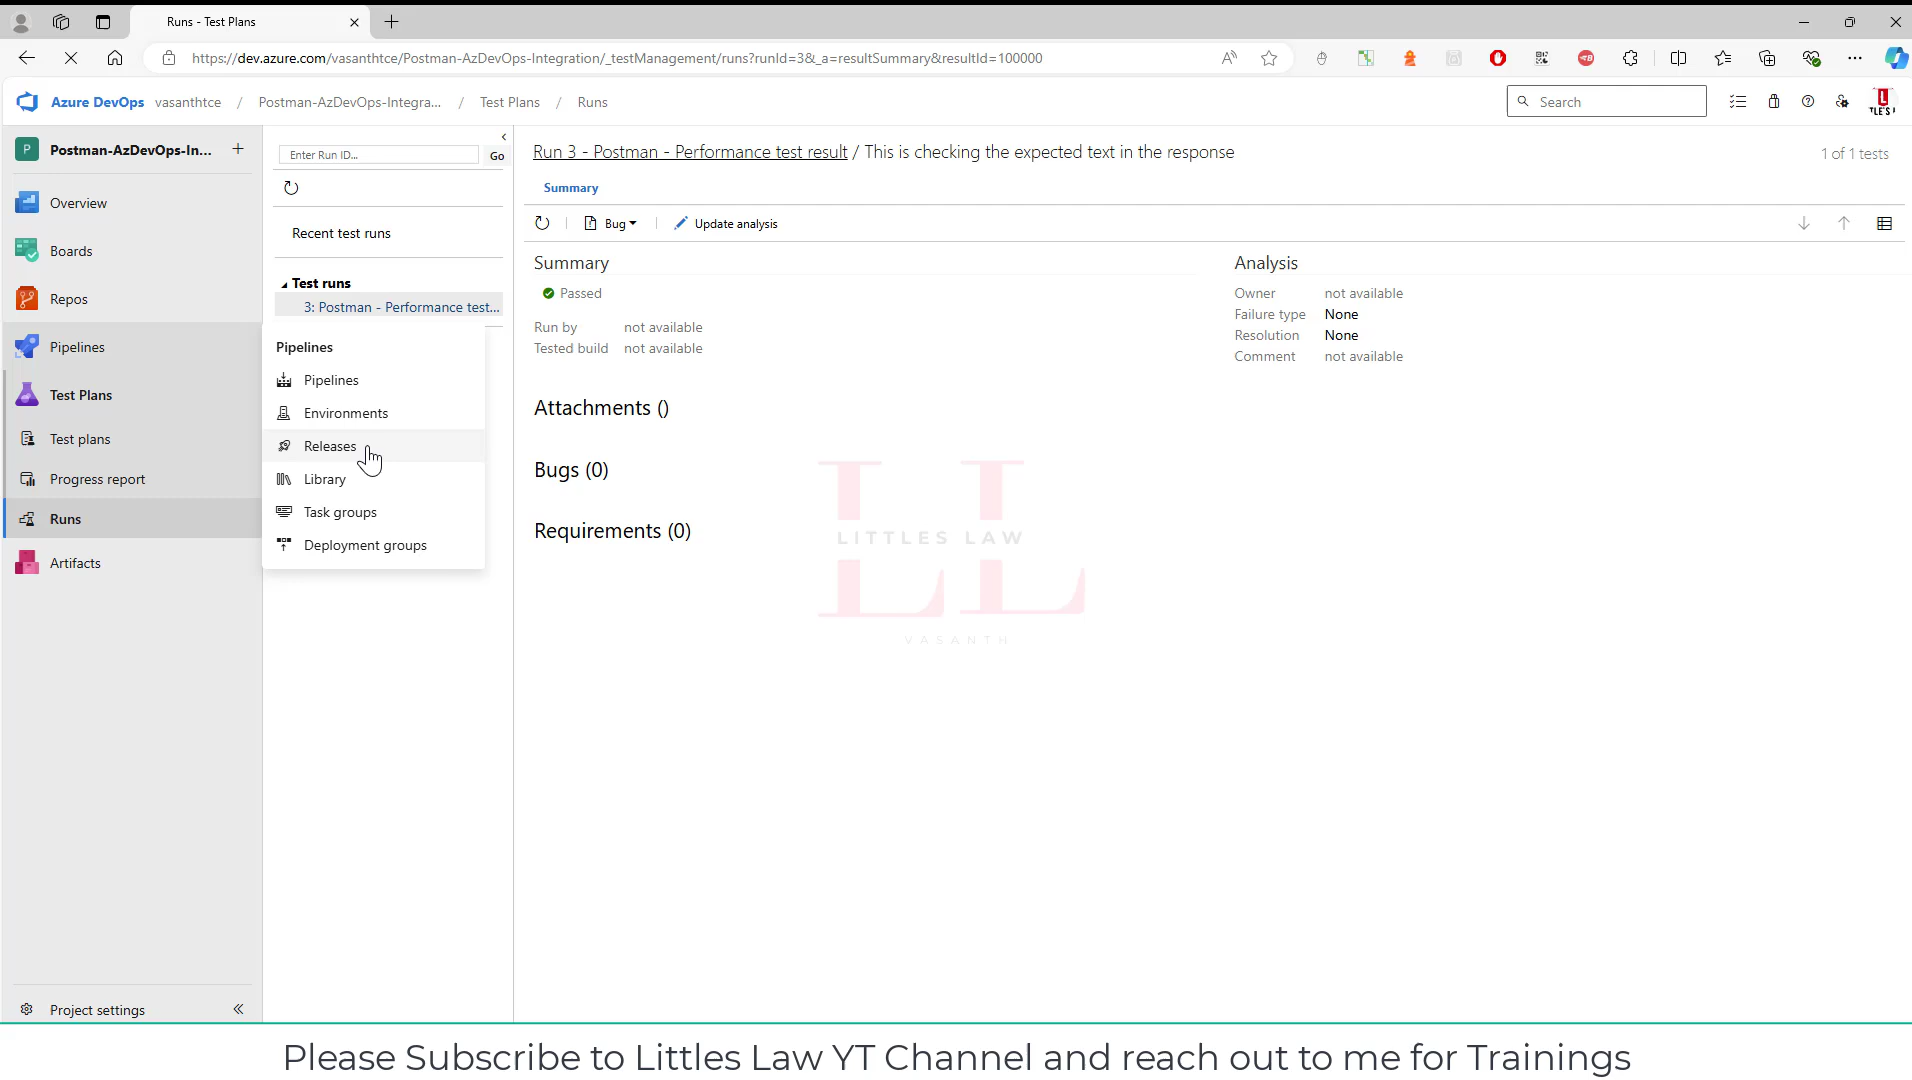 Runs - Test Plans
https://dev.azure.com/vasanthtce/Postman-AzDevOps-Integration/_testManagement/runs?runId=3&_a=resultSummary&resultId=100000
Azure DevOps vasanthtce / Postman-AzDevOps-Integra... / Test Plans / Runs
Search
P Postman-AzDevOps-In...
Overview
Boards
Repos
Pipelines
Test Plans
Test plans
Progress report
Runs
Artifacts
Project settings
Enter Run ID... Go
Recent test runs
Test runs
3: Postman - Performance test...
Pipelines
Pipelines
Environments
Releases
Library
Task groups
Deployment groups
Run 3 - Postman - Performance test result / This is checking the expected text in the response
1 of 1 tests
Summary
Bug
Update analysis
Summary
Passed
Run by not available
Tested build not available
Analysis
Owner not available
Failure type None
Resolution None
Comment not available
Attachments ()
Bugs (0)
Requirements (0)
LL
LITTLES LAW
VASANTH
Please Subscribe to Littles Law YT Channel and reach out to me for Trainings